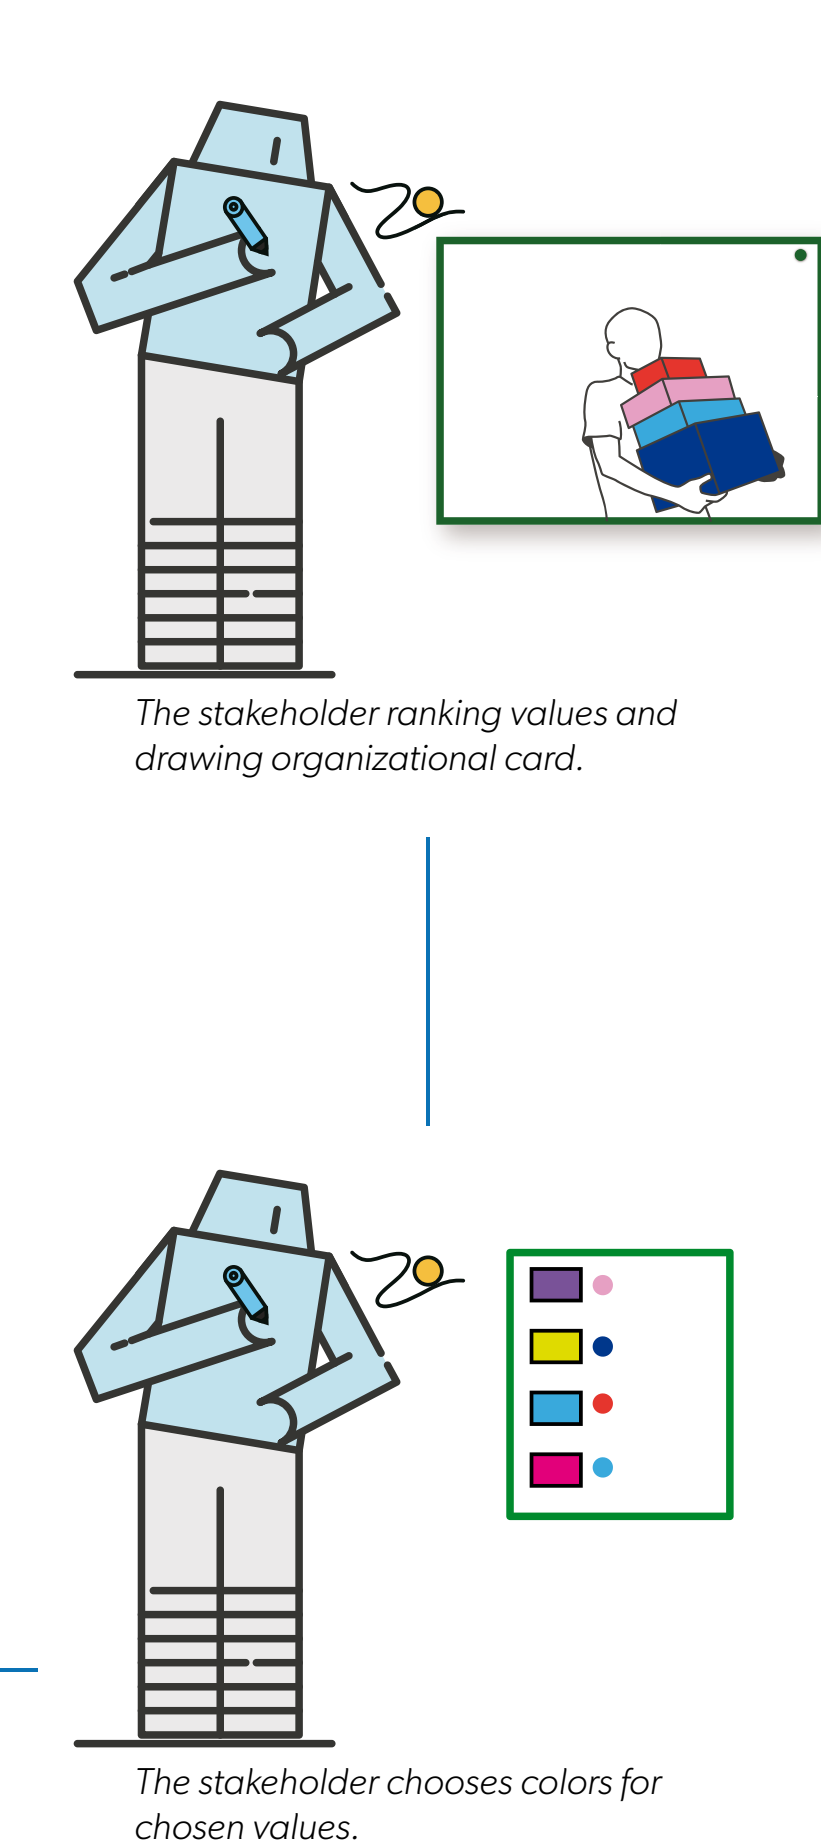 The stakeholder ranking values and
drawing organizational card.
The stakeholder chooses colors for
chosen values.